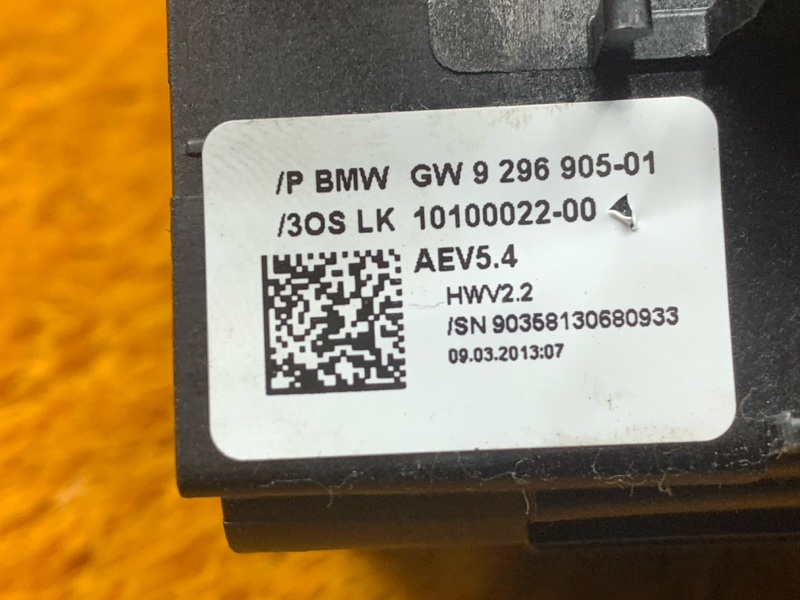 /P BMW GW 9 296 905-01
/3OS LK 10100022-00
AEV5.4
HWV2.2
/SN 90358130680933
09.03.2013:07